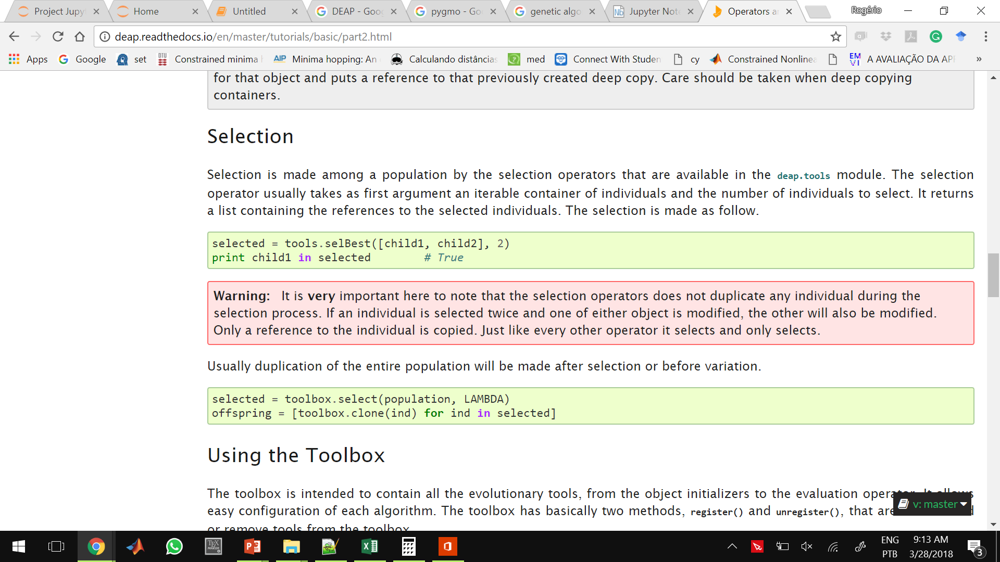 Project Jupy
Home
Untitled
DEAP - Goo
pygmo - Go
genetic algo
Jupyter Note
Operators a
Rogério
deap.readthedocs.io/en/master/tutorials/basic/part2.html
Apps
Google
set
DTU
Constrained minima h
AIP
Minima hopping: An
Calculando distâncias
med
Connect With Studen
cy
Constrained Nonlinea
EM
VI
A AVALIAÇÃO DA APR
»
for that object and puts a reference to that previously created deep copy. Care should be taken when deep copying
containers.
Selection
Selection is made among a population by the selection operators that are available in the deap.tools module. The selection
operator usually takes as first argument an iterable container of individuals and the number of individuals to select. It returns
a list containing the references to the selected individuals. The selection is made as follow.
selected = tools.selBest([child1, child2], 2)
print child1 in selected        # True
Warning: It is very important here to note that the selection operators does not duplicate any individual during the
selection process. If an individual is selected twice and one of either object is modified, the other will also be modified.
Only a reference to the individual is copied. Just like every other operator it selects and only selects.
Usually duplication of the entire population will be made after selection or before variation.
selected = toolbox.select(population, LAMBDA)
offspring = [toolbox.clone(ind) for ind in selected]
Using the Toolbox
The toolbox is intended to contain all the evolutionary tools, from the object initializers to the evaluation operator. It allows
easy configuration of each algorithm. The toolbox has basically two methods, register() and unregister(), that are
v: master
or remove tools from the toolbox.
TEX
MAKER
ENG
PTB
9:13 AM
3/28/2018
3